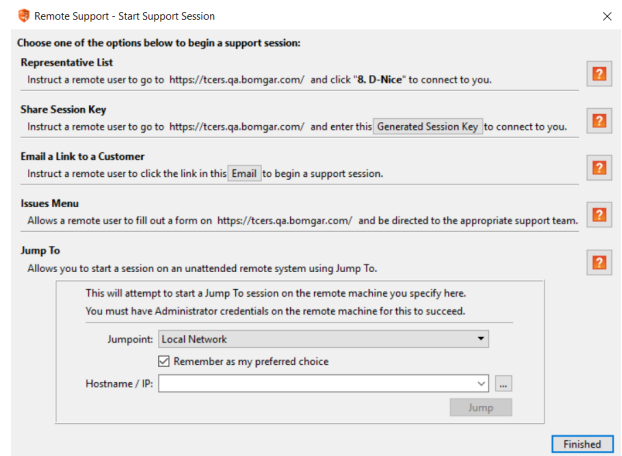 Remote Support - Start Support Session
Choose one of the options below to begin a support session:
Representative List
Instruct a remote user to go to https://tcers.qa.bomgar.com/ and click "8. D-Nice" to connect to you.
?
Share Session Key
Instruct a remote user to go to https://tcers.qa.bomgar.com/ and enter this Generated Session Key to connect to you.
?
Email a Link to a Customer
Instruct a remote user to click the link in this Email to begin a support session.
?
Issues Menu
Allows a remote user to fill out a form on https://tcers.qa.bomgar.com/ and be directed to the appropriate support team.
?
Jump To
Allows you to start a session on an unattended remote system using Jump To.
?
This will attempt to start a Jump To session on the remote machine you specify here.
You must have Administrator credentials on the remote machine for this to succeed.
Jumpoint: Local Network
Remember as my preferred choice
Hostname / IP: ...
Jump
Finished